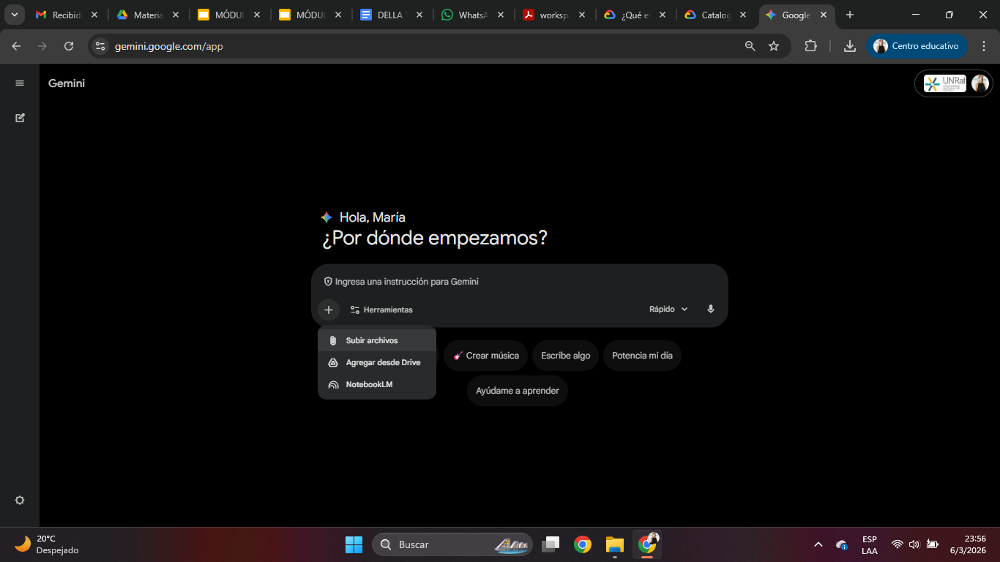 Recibid
Materia
MÓDUL
MÓDUL
DELLA
WhatsA
worksp
¿Qué e
Catalog
Google
gemini.google.com/app
Centro educativo
Gemini
UNRaf
Hola, María
¿Por dónde empezamos?
Ingresa una instrucción para Gemini
Herramientas
Rápido
Subir archivos
Agregar desde Drive
NotebookLM
Crear música
Escribe algo
Potencia mi día
Ayúdame a aprender
20°C
Despejado
Buscar
ESP
LAA
23:56
6/3/2026